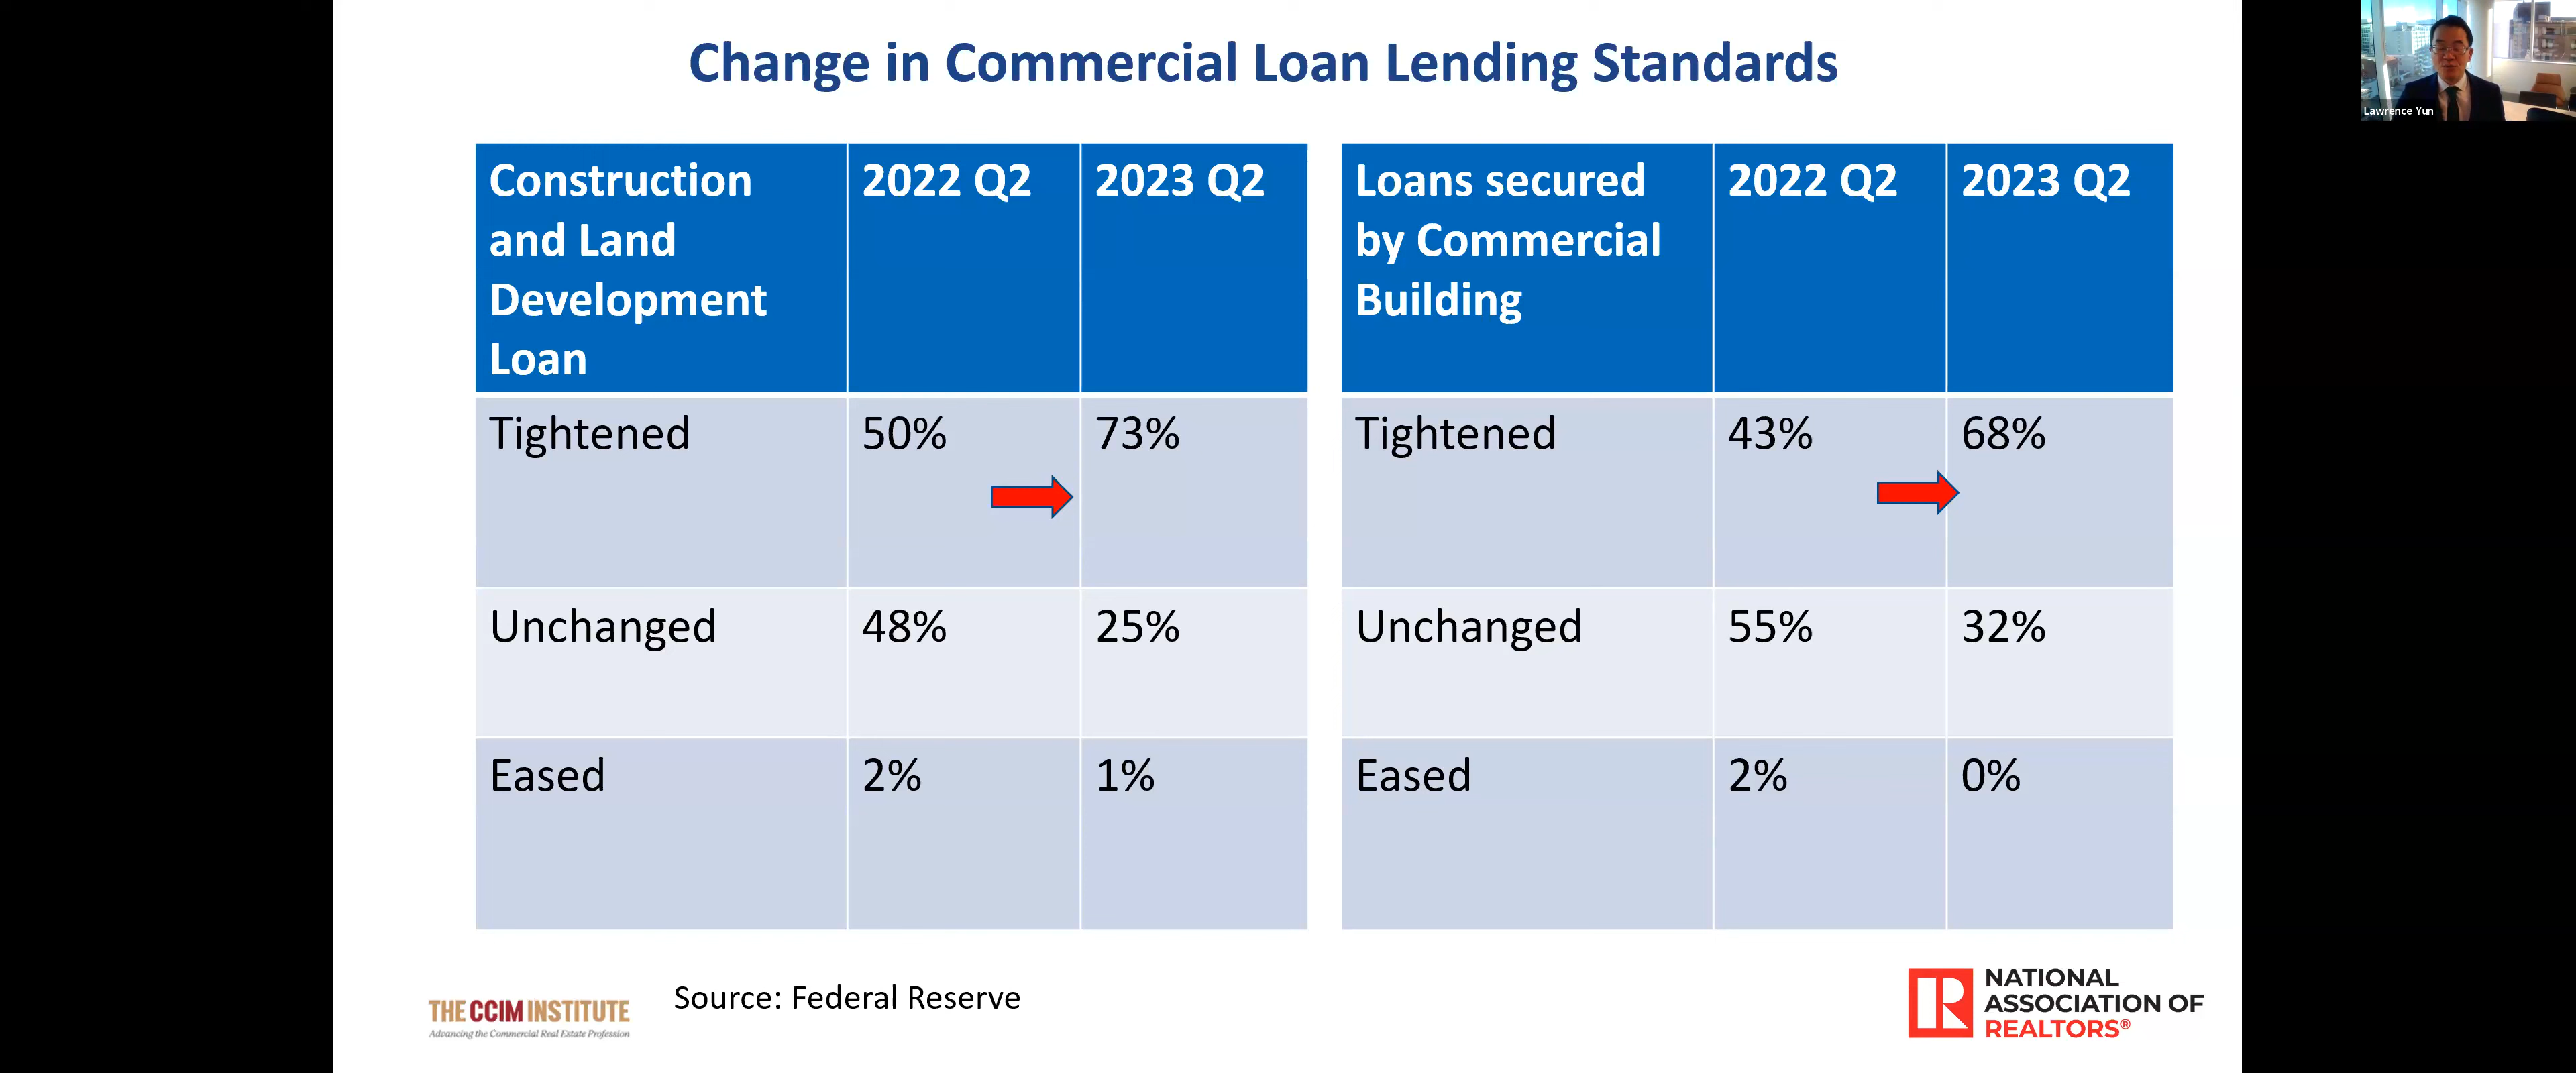 Change in Commercial Loan Lending Standards
Lawrence Yun
Construction and Land Development Loan 2022 Q2 2023 Q2
Tightened 50% 73%
Unchanged 48% 25%
Eased 2% 1%
Loans secured by Commercial Building 2022 Q2 2023 Q2
Tightened 43% 68%
Unchanged 55% 32%
Eased 2% 0%
THE CCIM INSTITUTE
Advancing the Commercial Real Estate Profession
Source: Federal Reserve
NATIONAL
ASSOCIATION OF
REALTORS®